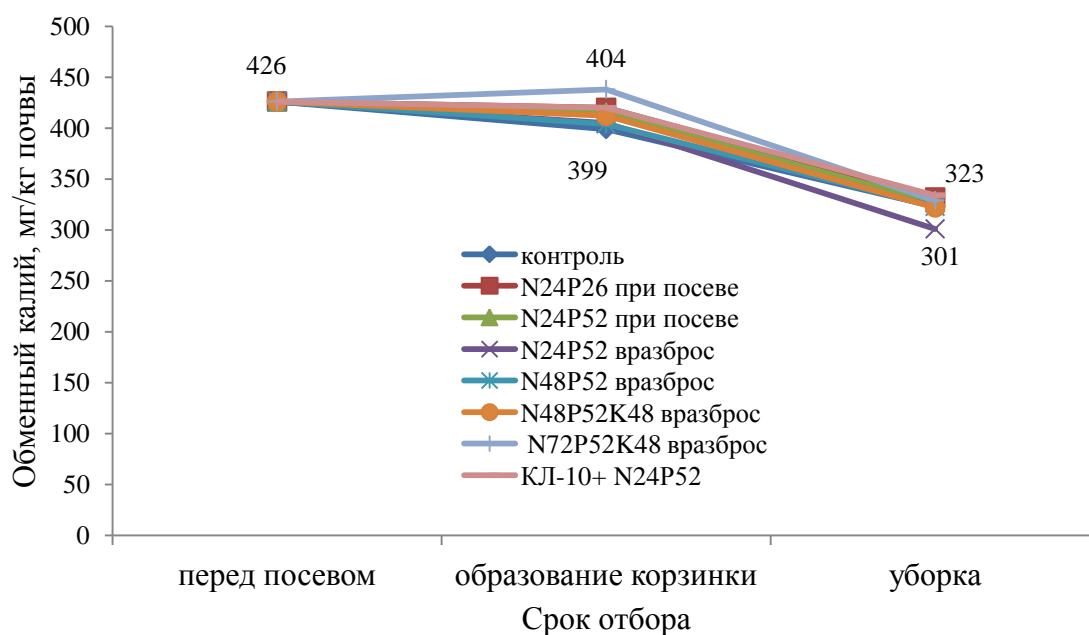 500
450
400
350
300
250
200
150
100
50
0
Обменный калий, мг/кг почвы
426
404
399
323
301
контроль
N24P26 при посеве
N24P52 при посеве
N24P52 вразброс
N48P52 вразброс
N48P52K48 вразброс
N72P52K48 вразброс
КЛ-10+ N24P52
перед посевом
образование корзинки
уборка
Срок отбора